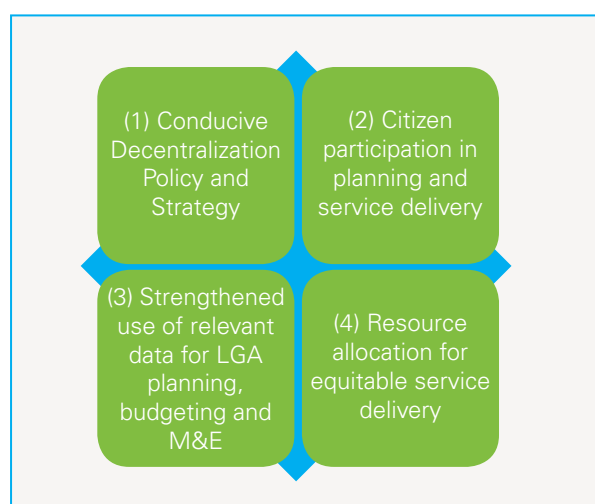 (1) Conducive
Decentralization
Policy and
Strategy
(2) Citizen
participation in
planning and
service delivery
(3) Strengthened
use of relevant
data for LGA
planning,
budgeting and
M&E
(4) Resource
allocation for
equitable service
delivery